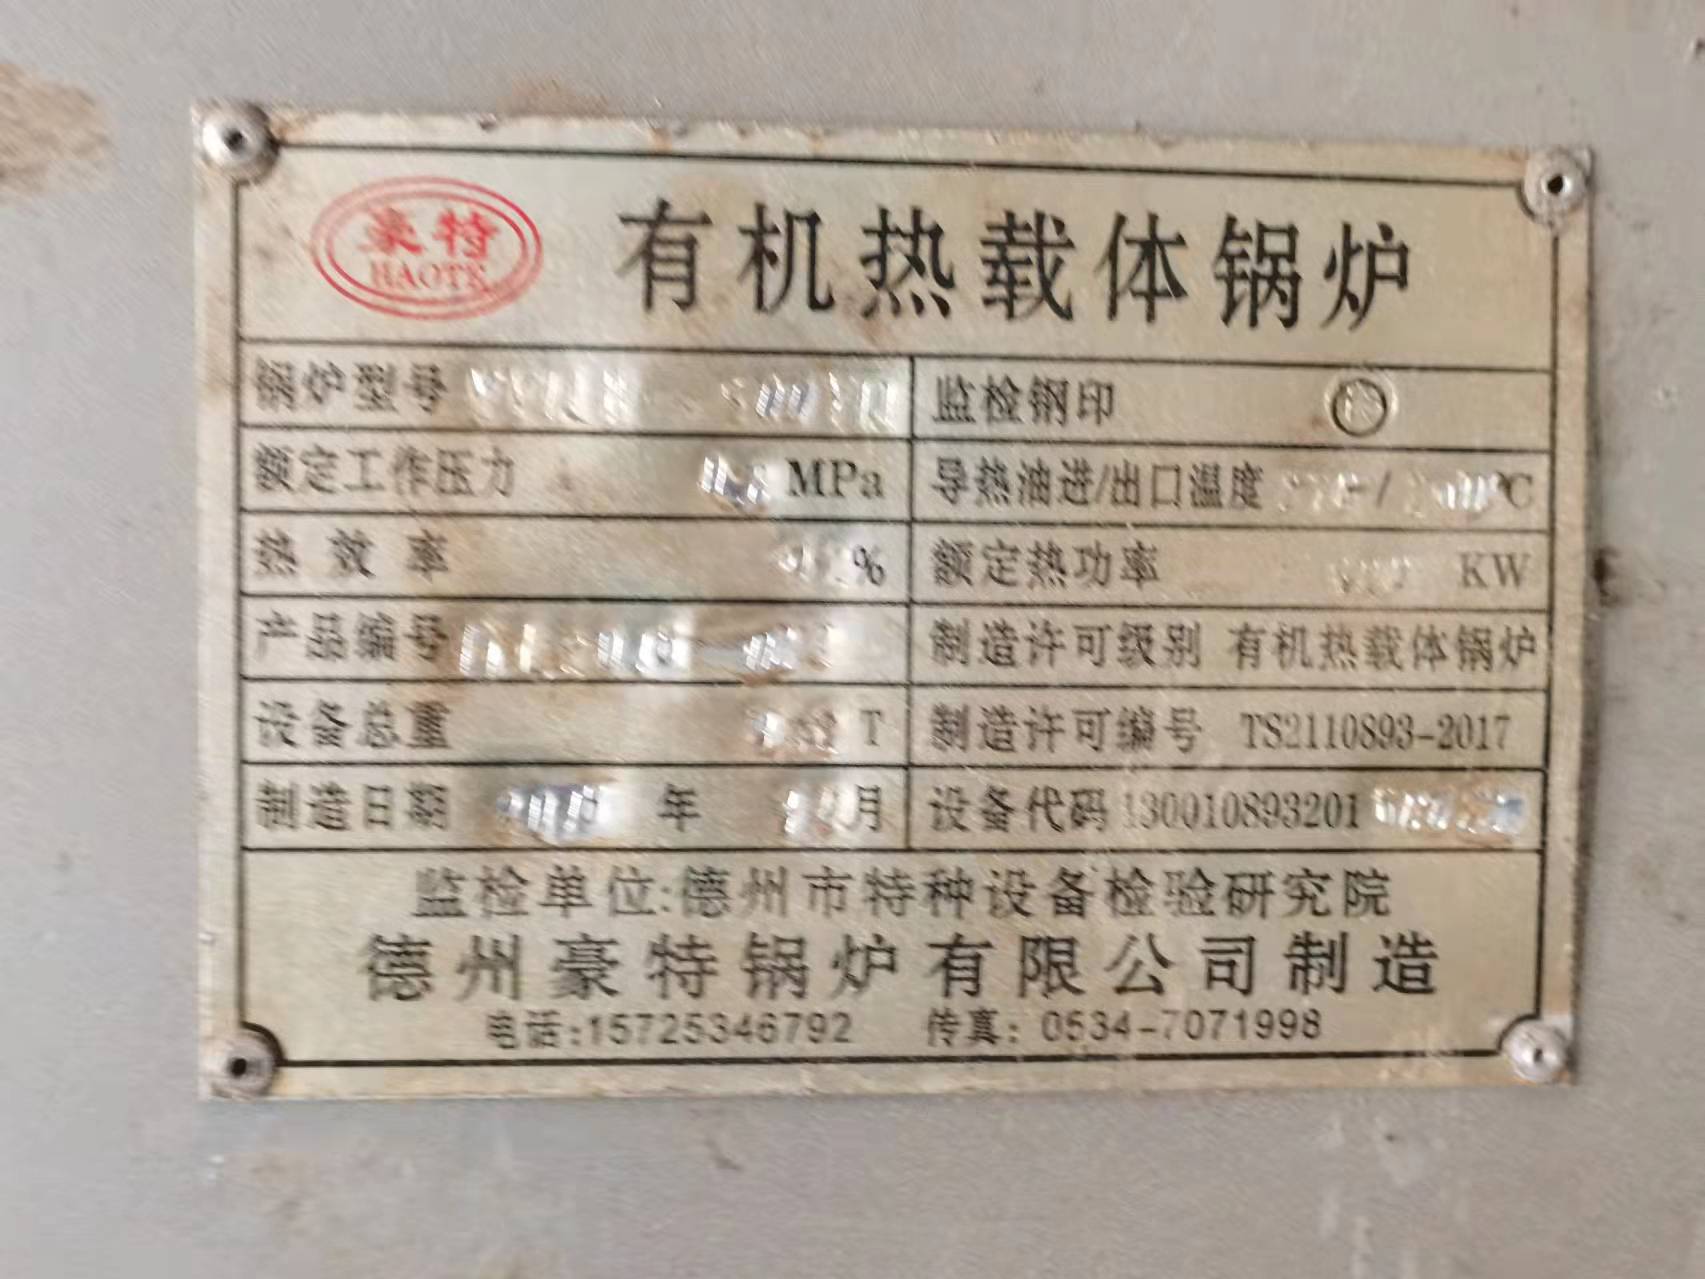 豪特 有机热载体锅炉
HAOTE
锅炉型号 监检钢印
额定工作压力 MPa 导热油进/出口温度 / ℃
热效率 % 额定热功率 KW
产品编号 制造许可级别 有机热载体锅炉
设备总重 T 制造许可编号 TS2110893-2017
制造日期 年 月 设备代码 130010893201
监检单位:德州市特种设备检验研究院
德州豪特锅炉有限公司制造
电话:15725346792 传真: 0534-7071998